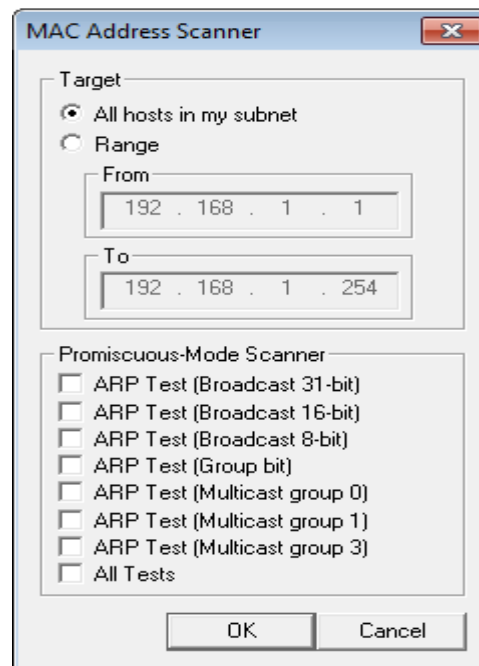 MAC Address Scanner
Target
All hosts in my subnet
Range
From
192 . 168 . 1 . 1
To
192 . 168 . 1 . 254
Promiscuous-Mode Scanner
ARP Test (Broadcast 31-bit)
ARP Test (Broadcast 16-bit)
ARP Test (Broadcast 8-bit)
ARP Test (Group bit)
ARP Test (Multicast group 0)
ARP Test (Multicast group 1)
ARP Test (Multicast group 3)
All Tests
OK Cancel